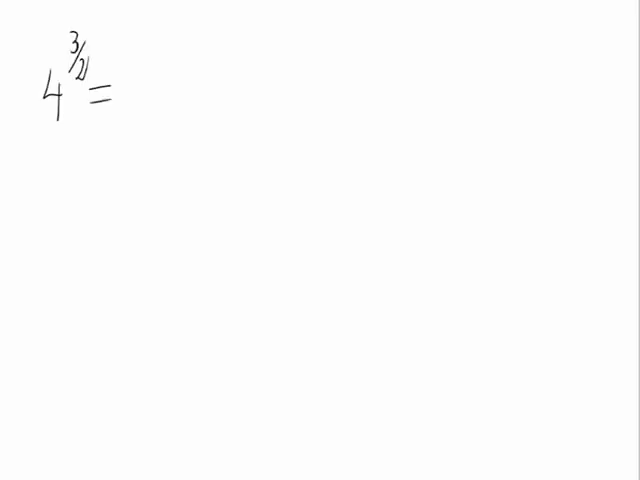 4^{3/2} =